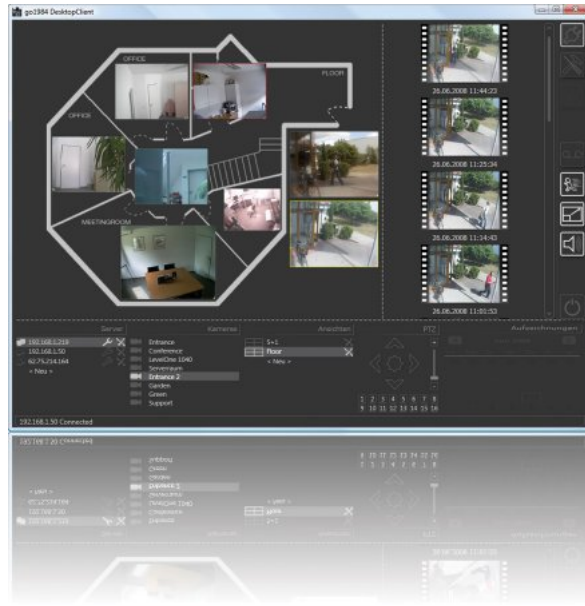 go1984 DesktopClient
OFFICE
FLOOR
OFFICE
MEETINGROOM
26.06.2008 11:44:23
26.06.2008 11:25:34
26.06.2008 11:14:43
26.06.2008 11:01:53
Server Kameras Ansichten PTZ Aufzeichnungen
192.168.1.219 Entrance 5+1
192.168.1.50 Conference Floor
62.75.214.164 LevelOne 1040 < Neu >
< Neu > Serverraum
Entrance 2
Garden
Green
Support
1 2 3 4 5 6 7 8
9 10 11 12 13 14 15 16
192.168.1.50 Connected